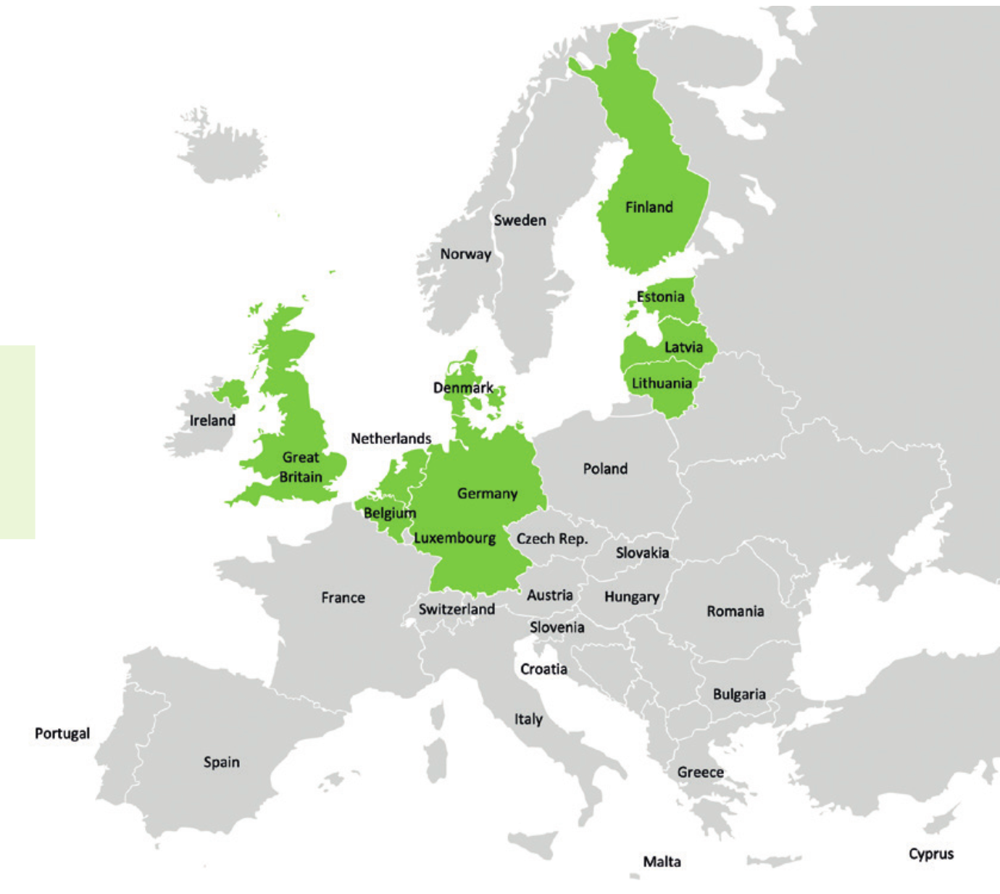 Finland
Sweden
Norway
Estonia
Latvia
Denmark
Lithuania
Ireland
Netherlands
Great
Britain
Poland
Germany
Belgium
Luxembourg
Czech Rep.
Slovakia
France
Austria
Hungary
Switzerland
Romania
Slovenia
Croatia
Bulgaria
Italy
Portugal
Spain
Greece
Cyprus
Malta